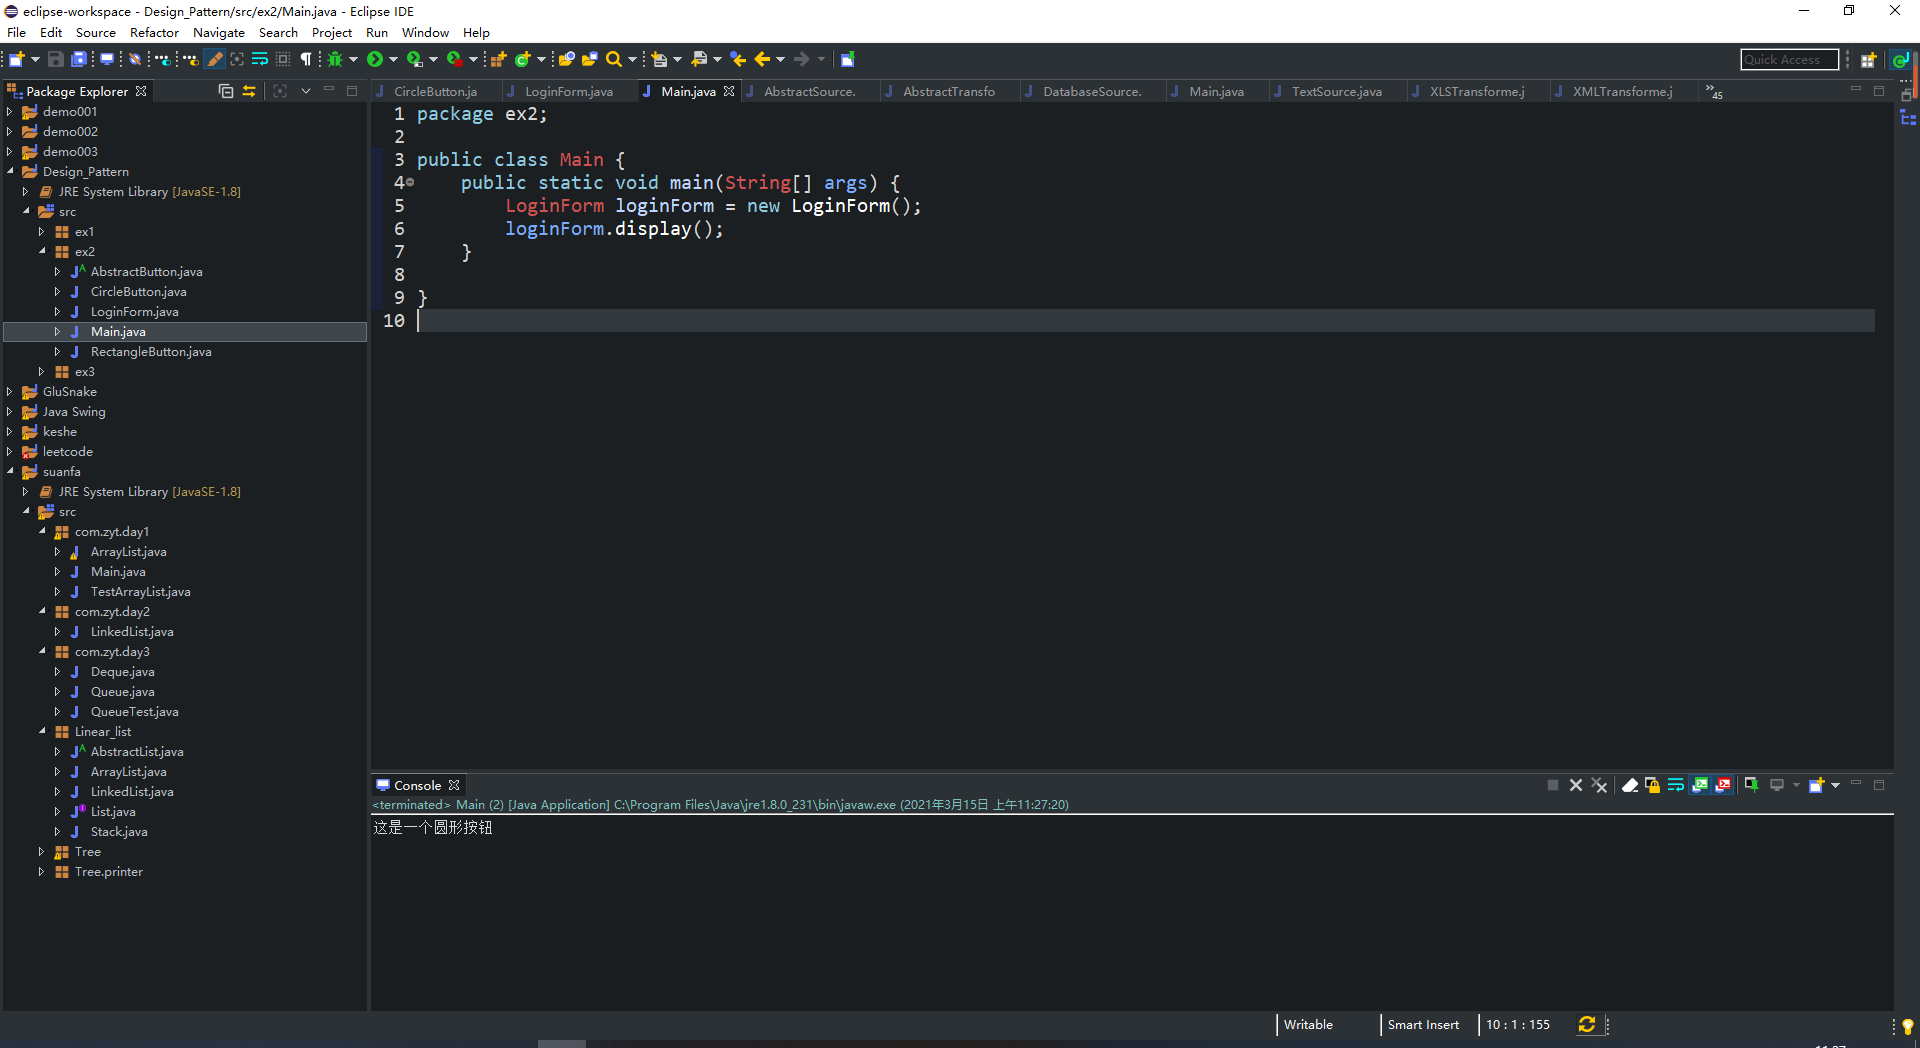 eclipse-workspace - Design_Pattern/src/ex2/Main.java - Eclipse IDE
File Edit Source Refactor Navigate Search Project Run Window Help
Quick Access
Package Explorer
CircleButton.ja LoginForm.java Main.java AbstractSource. AbstractTransfo DatabaseSource. Main.java TextSource.java XLSTransforme.j XMLTransforme.j »45
demo001
demo002
demo003
Design_Pattern
JRE System Library [JavaSE-1.8]
src
ex1
ex2
AbstractButton.java
CircleButton.java
LoginForm.java
Main.java
RectangleButton.java
ex3
GluSnake
Java Swing
keshe
leetcode
suanfa
JRE System Library [JavaSE-1.8]
src
com.zyt.day1
ArrayList.java
Main.java
TestArrayList.java
com.zyt.day2
LinkedList.java
com.zyt.day3
Deque.java
Queue.java
QueueTest.java
Linear_list
AbstractList.java
ArrayList.java
LinkedList.java
List.java
Stack.java
Tree
Tree.printer
1 package ex2;
2
3 public class Main {
4 public static void main(String[] args) {
5 LoginForm loginForm = new LoginForm();
6 loginForm.display();
7 }
8
9 }
10
Console
<terminated> Main (2) [Java Application] C:\Program Files\Java\jre1.8.0_231\bin\javaw.exe (2021年3月15日 上午11:27:20)
这是一个圆形按钮
Writable Smart Insert 10 : 1 : 155